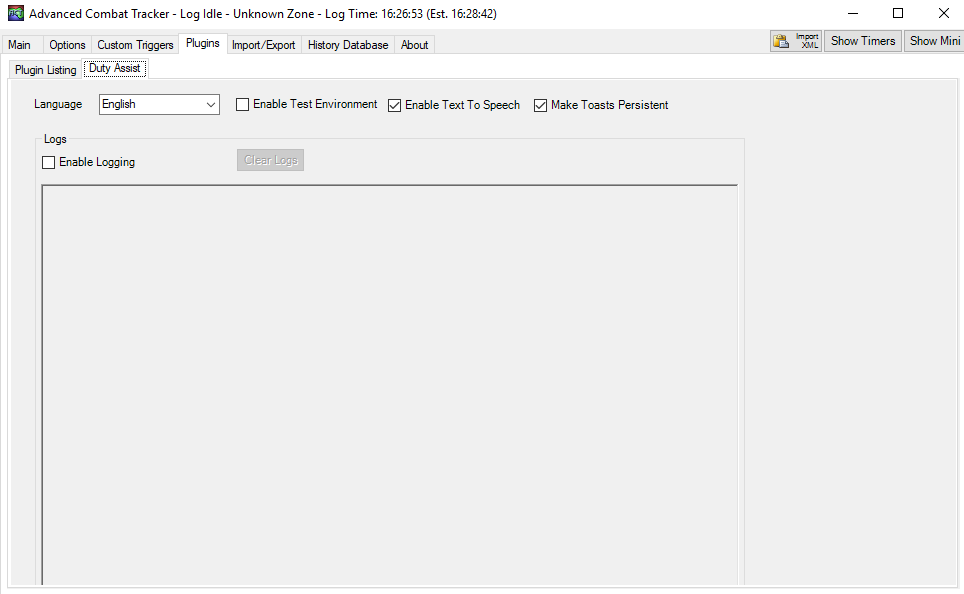 Advanced Combat Tracker - Log Idle - Unknown Zone - Log Time: 16:26:53 (Est. 16:28:42)
Main Options Custom Triggers Plugins Import/Export History Database About
Import XML
Show Timers
Show Mini
Plugin Listing Duty Assist
Language English Enable Test Environment Enable Text To Speech Make Toasts Persistent
Logs
Enable Logging Clear Logs